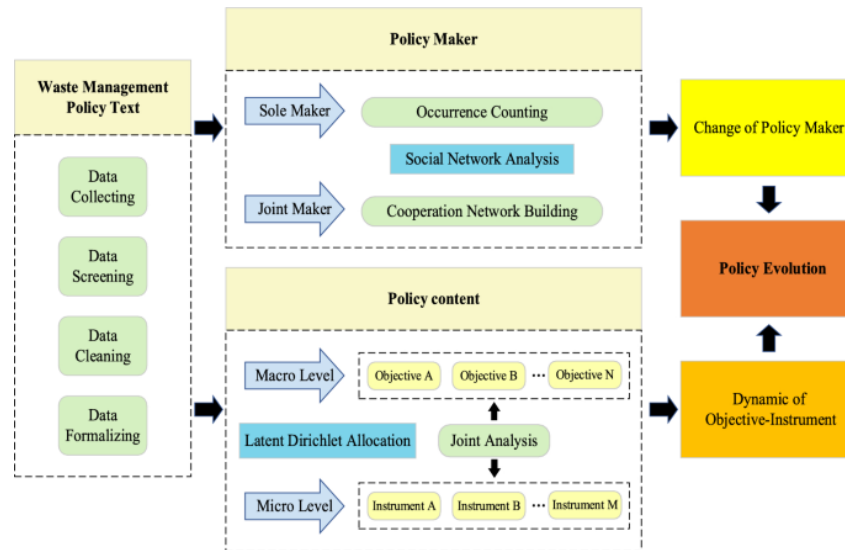 Waste Management
Policy Text
Data
Collecting
Data
Screening
Data
Cleaning
Data
Formalizing
Policy Maker
Sole Maker
Occurrence Counting
Social Network Analysis
Joint Maker
Cooperation Network Building
Policy content
Macro Level
Objective A
Objective B
··· Objective N
Latent Dirichlet Allocation
Joint Analysis
Micro Level
Instrument A
Instrument B
··· Instrument M
Change of Policy Maker
Policy Evolution
Dynamic of
Objective-Instrument